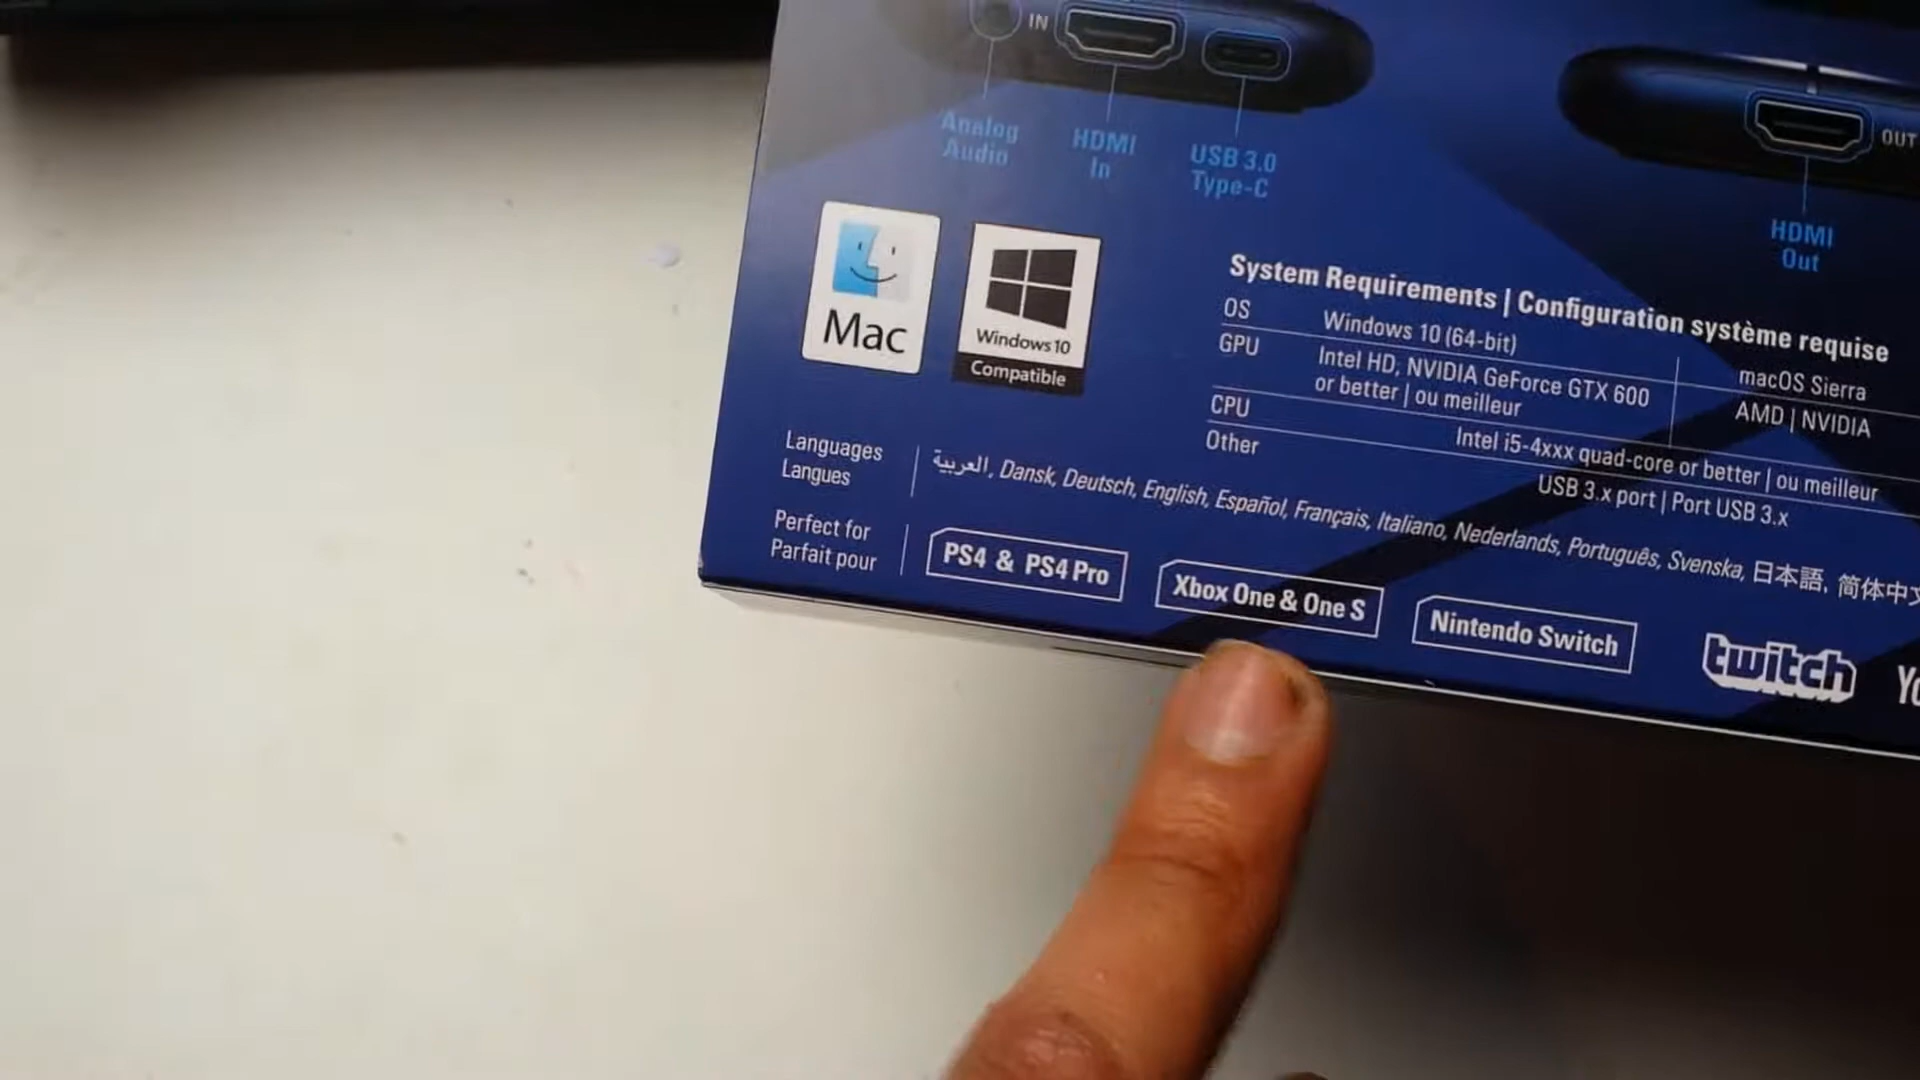 IN
Analog
Audio
HDMI
In
USB 3.0
Type-C
OUT
HDMI
Out
Mac
Windows 10
Compatible
System Requirements | Configuration système requise
OS Windows 10 (64-bit) macOS Sierra
GPU Intel HD, NVIDIA GeForce GTX 600 AMD | NVIDIA
or better | ou meilleur
CPU Intel i5-4xxx quad-core or better | ou meilleur
Other USB 3.x port | Port USB 3.x
Languages
Langues
العربية, Dansk, Deutsch, English, Español, Français, Italiano, Nederlands, Português, Svenska, 日本語, 简体中文
Perfect for
Parfait pour
PS4 & PS4 Pro
Xbox One & One S
Nintendo Switch
twitch